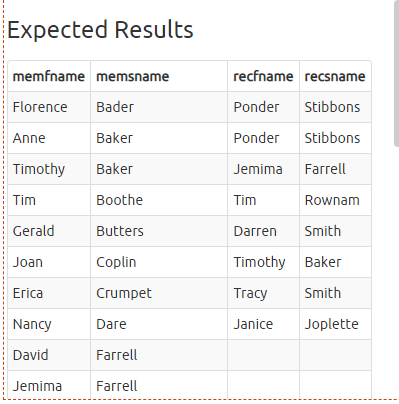 Expected Results
memfname memsname recfname recsname
Florence Bader Ponder Stibbons
Anne Baker Ponder Stibbons
Timothy Baker Jemima Farrell
Tim Boothe Tim Rownam
Gerald Butters Darren Smith
Joan Coplin Timothy Baker
Erica Crumpet Tracy Smith
Nancy Dare Janice Joplette
David Farrell
Jemima Farrell